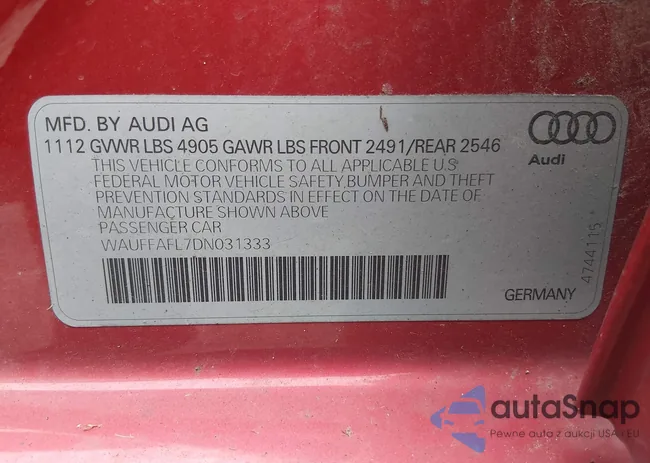 MFD. BY AUDI AG
1112 GVWR LBS 4905 GAWR LBS FRONT 2491/REAR 2546
THIS VEHICLE CONFORMS TO ALL APPLICABLE U.S
FEDERAL MOTOR VEHICLE SAFETY,BUMPER AND THEFT
PREVENTION STANDARDS IN EFFECT ON THE DATE OF
MANUFACTURE SHOWN ABOVE
PASSENGER CAR
WAUFFAFL7DN031333
Audi
4744115 *
GERMANY
autaSnap
Pewne auta z aukcji USA - EU